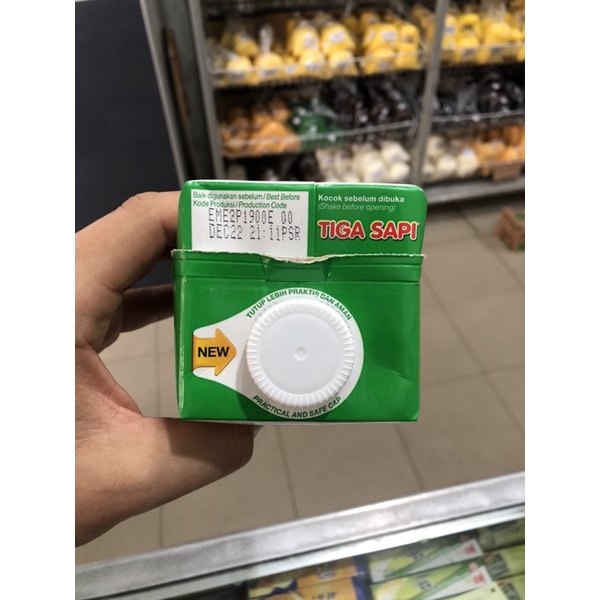 Baik digunakan sebelum / Best Before
Kode Produksi / Production Code
EME2P1900E 00
DEC22 21:11PSR
Kocok sebelum dibuka
(Shake before opening)
TIGA SAPI
TUTUP LEBIH PRAKTIS DAN AMAN
NEW
PRACTICAL AND SAFE CAP